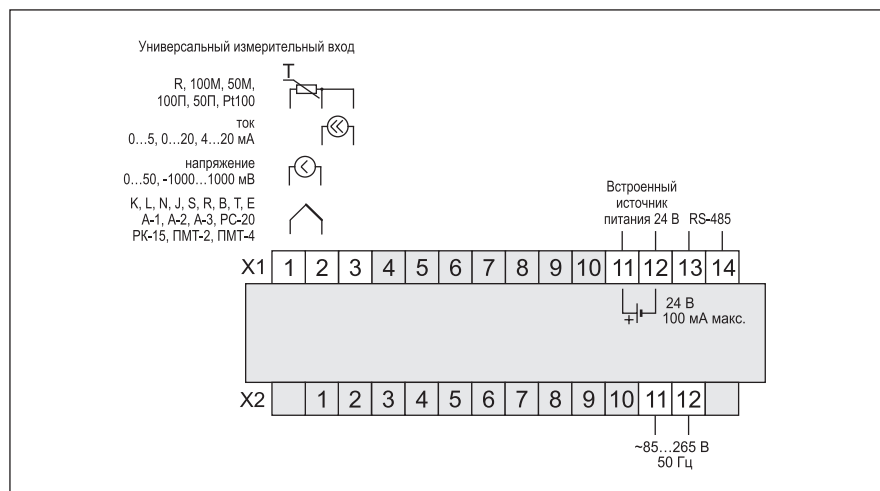 Универсальный измерительный вход
T
R, 100М, 50М,
100П, 50П, Pt100
ток
0...5, 0...20, 4...20 мА
напряжение
0...50, -1000...1000 мВ
K, L, N, J, S, R, B, T, E
А-1, А-2, А-3, РС-20
РК-15, ПМТ-2, ПМТ-4
Встроенный
источник
питания 24 В RS-485
X1 1 2 3 4 5 6 7 8 9 10 11 12 13 14
24 В
+ 100 мА макс.
X2 1 2 3 4 5 6 7 8 9 10 11 12
~85...265 В
50 Гц